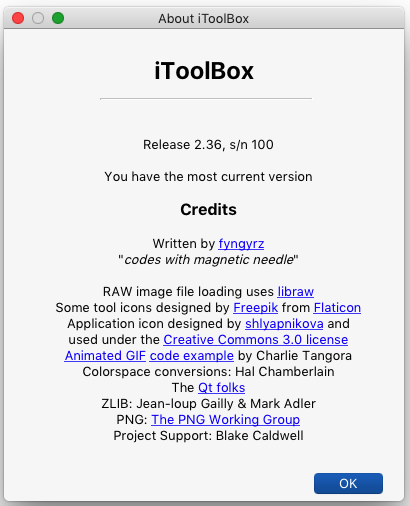 About iToolBox
iToolBox
Release 2.36, s/n 100
You have the most current version
Credits
Written by fyngyrz
"codes with magnetic needle"
RAW image file loading uses libraw
Some tool icons designed by Freepik from Flaticon
Application icon designed by shlyapnikova and
used under the Creative Commons 3.0 license
Animated GIF code example by Charlie Tangora
Colorspace conversions: Hal Chamberlain
The Qt folks
ZLIB: Jean-loup Gailly & Mark Adler
PNG: The PNG Working Group
Project Support: Blake Caldwell
OK